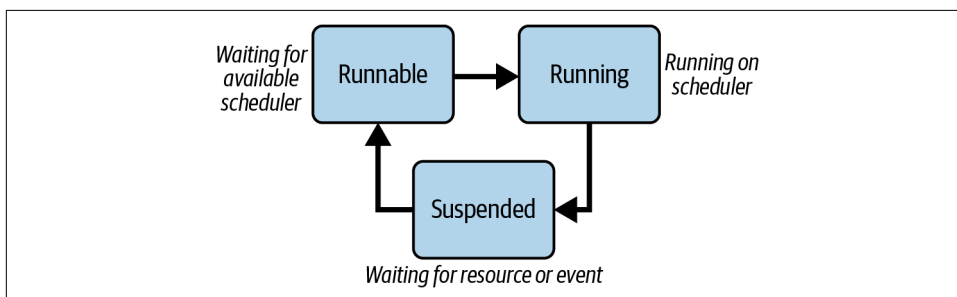 Waiting for
available
scheduler
Runnable
Running
Running on
scheduler
Suspended
Waiting for resource or event